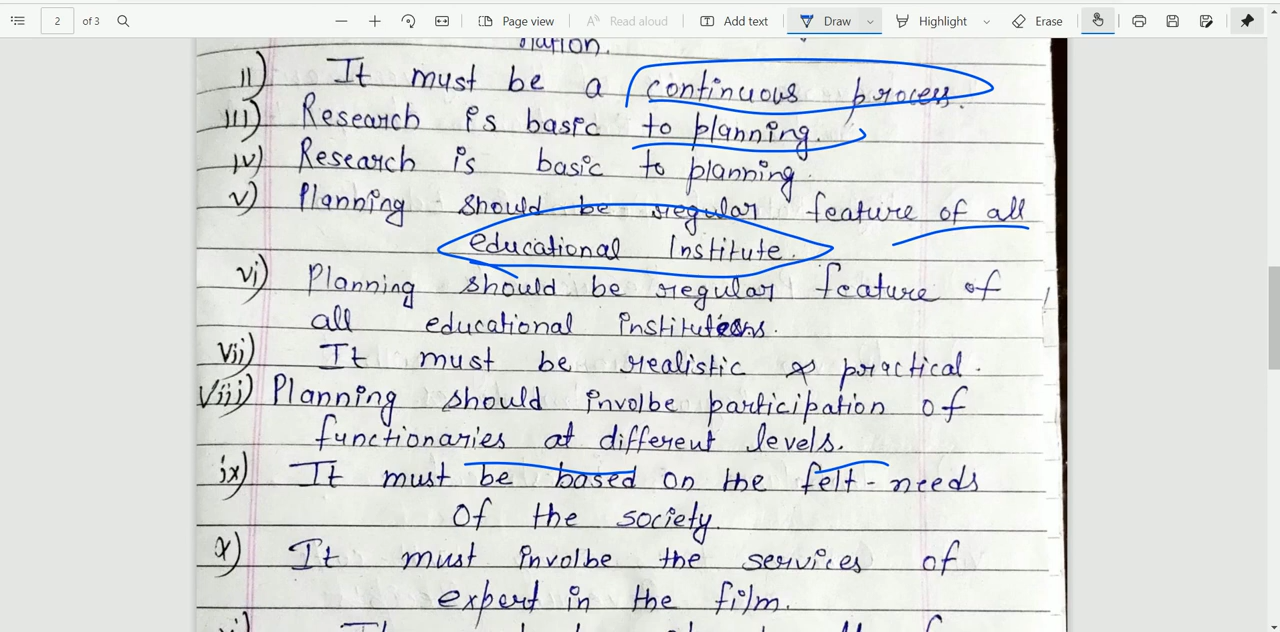 2 of 3 Page view Read aloud Add text Draw Highlight Erase
ii) It must be a continuous process.
iii) Research is basic to planning.
iv) Research is basic to planning.
v) Planning should be regular feature of all
educational Institute.
vi) Planning should be regular feature of
all educational
vii) It must be realistic & practical.
viii) Planning should involbe participation of
functionaries at different levels.
ix) It must be based on the felt-needs
of the society.
x) It must involbe the services of
expert in the film.